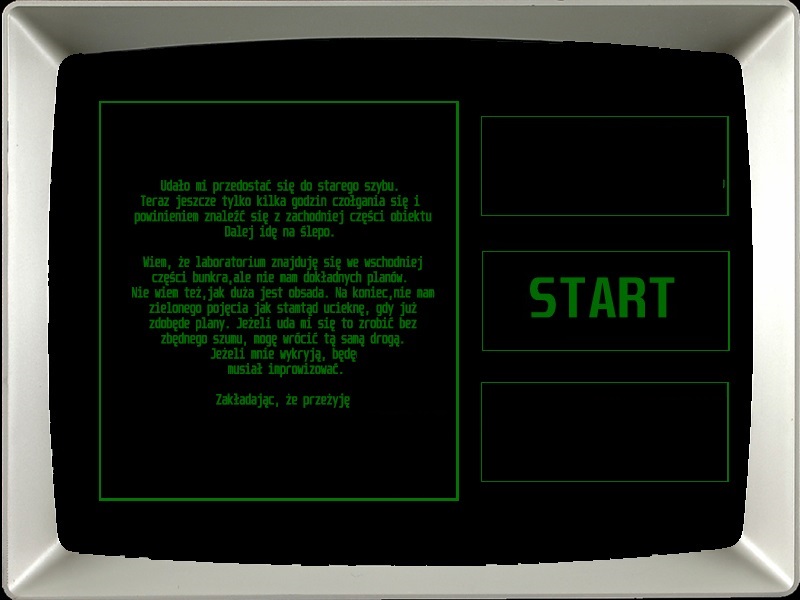 Udało mi przedostać się do starego szybu.
Teraz jeszcze tylko kilka godzin czołgania się i
powinieniem znaleźć się z zachodniej części obiektu
Dalej idę na ślepo.
Wiem, że laboratorium znajduję się we wschodniej
części bunkra,ale nie mam dokładnych planów.
Nie wiem też,jak duża jest obsada. Na koniec,nie mam
zielonego pojęcia jak stamtąd ucieknę, gdy już
zdobędę plany. Jeżeli uda mi się to zrobić bez
zbędnego szumu, mogę wrócić tą samą drogą.
Jeżeli mnie wykryją, będę
musiał improwizować.
Zakładając, że przeżyję
START